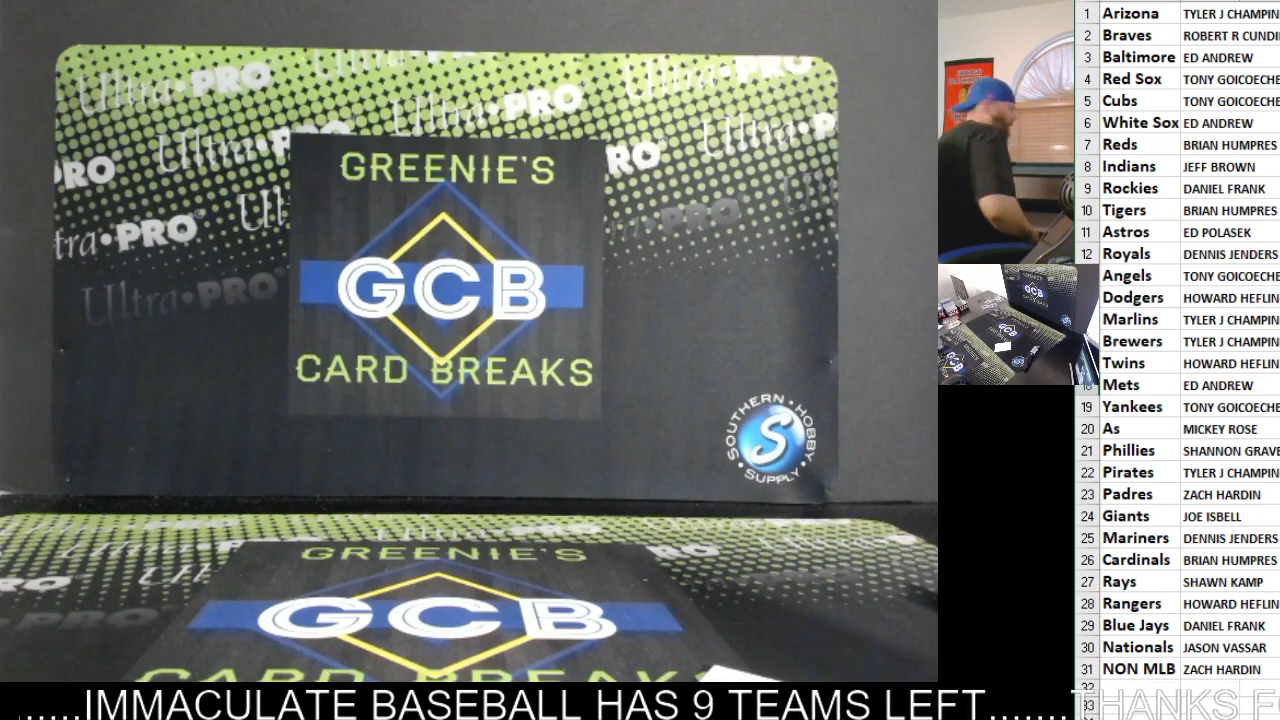 Ultra•PRO
GREENIE'S
GCB
CARD BREAKS
SOUTHERN • HOBBY • SUPPLY •
S
GREENIE'S
GCB
CARD BREAKS
1 Arizona TYLER J CHAMPIN
2 Braves ROBERT R CUNDI
3 Baltimore ED ANDREW
4 Red Sox TONY GOICOECHE
5 Cubs TONY GOICOECHE
6 White Sox ED ANDREW
7 Reds BRIAN HUMPRES
8 Indians JEFF BROWN
9 Rockies DANIEL FRANK
10 Tigers BRIAN HUMPRES
11 Astros ED POLASEK
12 Royals DENNIS JENDERS
Angels TONY GOICOECHE
Dodgers HOWARD HEFLIN
Marlins TYLER J CHAMPIN
Brewers TYLER J CHAMPIN
Twins HOWARD HEFLIN
Mets ED ANDREW
19 Yankees TONY GOICOECHE
20 As MICKEY ROSE
21 Phillies SHANNON GRAVE
22 Pirates TYLER J CHAMPIN
23 Padres ZACH HARDIN
24 Giants JOE ISBELL
25 Mariners DENNIS JENDERS
26 Cardinals BRIAN HUMPRES
27 Rays SHAWN KAMP
28 Rangers HOWARD HEFLIN
29 Blue Jays DANIEL FRANK
30 Nationals JASON VASSAR
31 NON MLB ZACH HARDIN
32
33
......IMMACULATE BASEBALL HAS 9 TEAMS LEFT....... THANKS F